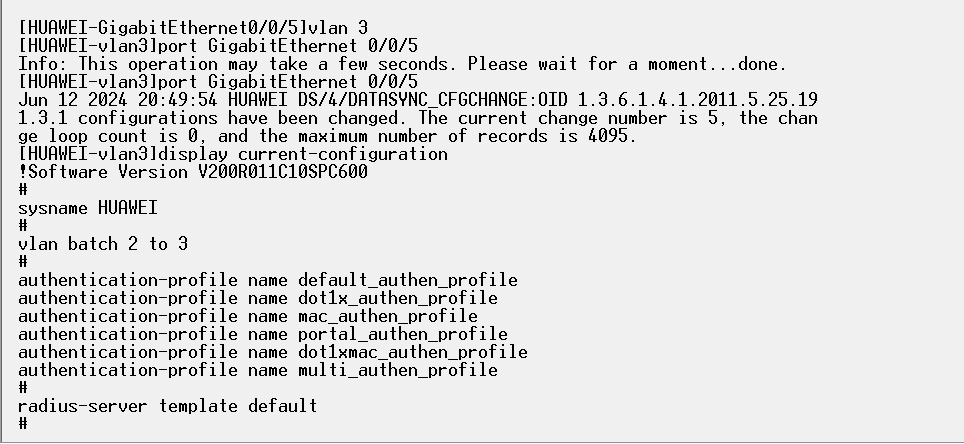 [HUAWEI-GigabitEthernet0/0/5]vlan 3
[HUAWEI-vlan3]port GigabitEthernet 0/0/5
Info: This operation may take a few seconds. Please wait for a moment...done.
[HUAWEI-vlan3]port GigabitEthernet 0/0/5
Jun 12 2024 20:49:54 HUAWEI DS/4/DATASYNC_CFGCHANGE:OID 1.3.6.1.4.1.2011.5.25.19
1.3.1 configurations have been changed. The current change number is 5, the chan
ge loop count is 0, and the maximum number of records is 4095.
[HUAWEI-vlan3]display current-configuration
!Software Version V200R011C10SPC600
#
sysname HUAWEI
#
vlan batch 2 to 3
#
authentication-profile name default_authen_profile
authentication-profile name dot1x_authen_profile
authentication-profile name mac_authen_profile
authentication-profile name portal_authen_profile
authentication-profile name dot1xmac_authen_profile
authentication-profile name multi_authen_profile
#
radius-server template default
#